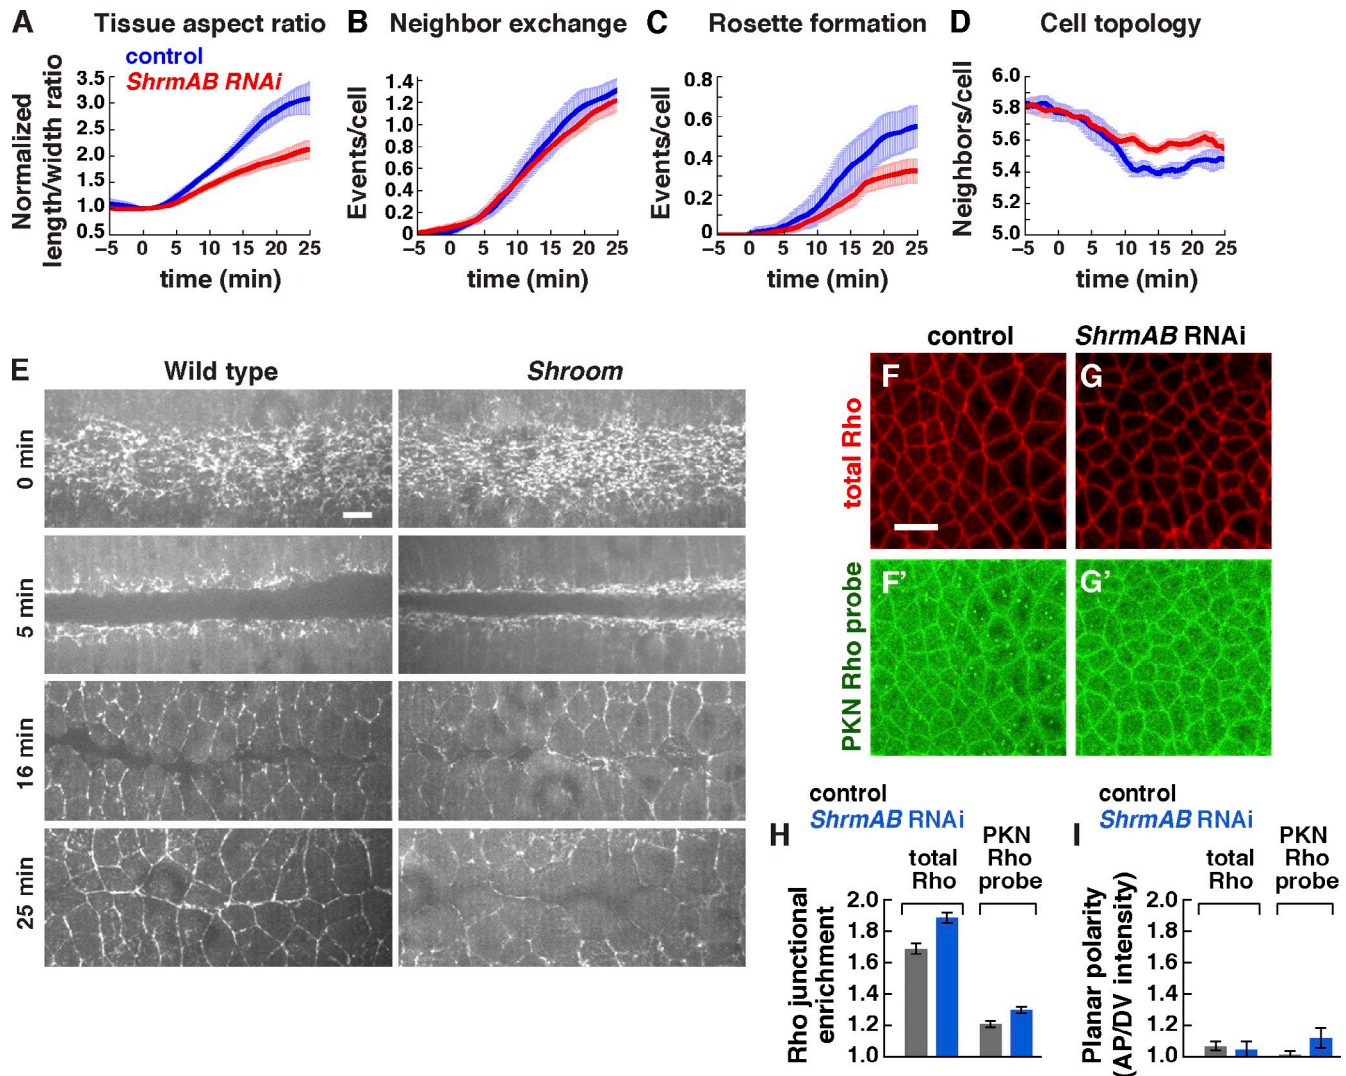 A Tissue aspect ratio
control
ShrmAB RNAi
Normalized
length/width ratio
3.5
3.0
2.5
2.0
1.5
1.0
0.5
–5 0 5 10 15 20 25
time (min)
B Neighbor exchange
Events/cell
1.4
1.2
1.0
0.8
0.6
0.4
0.2
0
–5 0 5 10 15 20 25
time (min)
C Rosette formation
Events/cell
0.8
0.6
0.4
0.2
0
–5 0 10 15 20 25
time (min)
D Cell topology
Neighbors/cell
6.0
5.8
5.6
5.4
5.2
5.0
–5 0 5 10 15 20 25
time (min)
E
Wild type
Shroom
0 min
5 min
16 min
25 min
control
ShrmAB RNAi
total Rho
F
G
PKN Rho probe
F'
G'
control
ShrmAB RNAi
H
total
Rho
PKN
Rho
probe
Rho junctional
enrichment
2.0
1.8
1.6
1.4
1.2
1.0
control
ShrmAB RNAi
I
total
Rho
PKN
Rho
probe
Planar polarity
(AP/DV intensity)
2.0
1.8
1.6
1.4
1.2
1.0